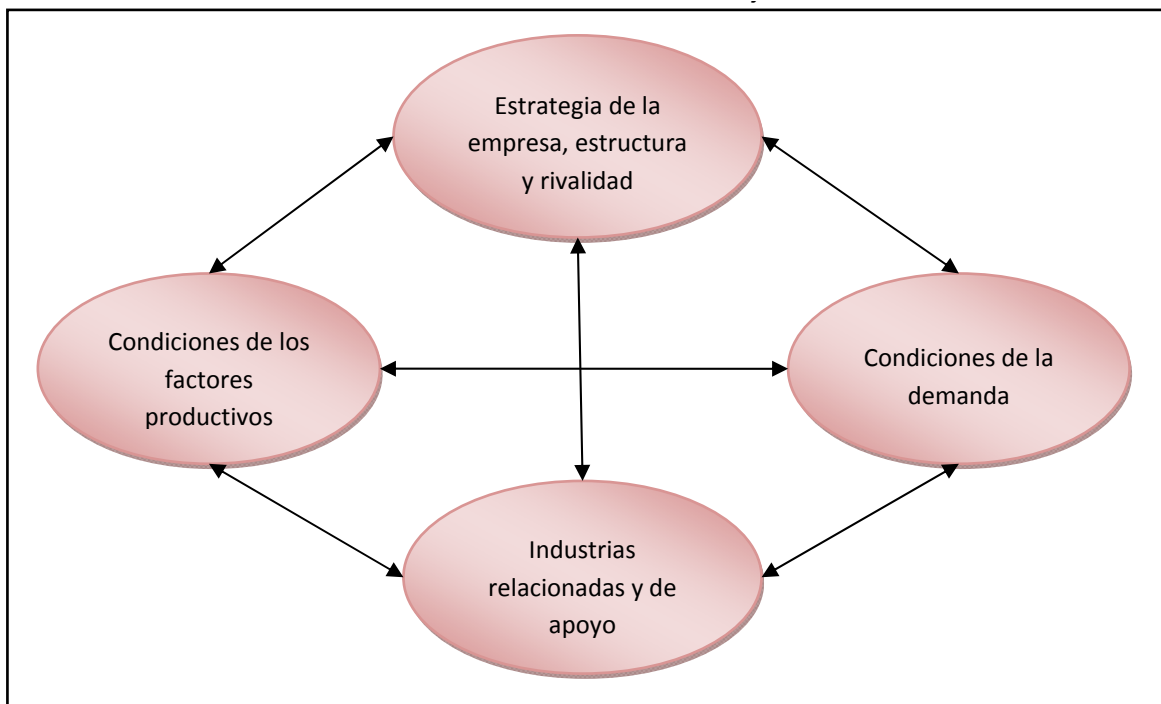 Estrategia de la
empresa, estructura
y rivalidad
Condiciones de los
factores
productivos
Condiciones de la
demanda
Industrias
relacionadas y de
apoyo